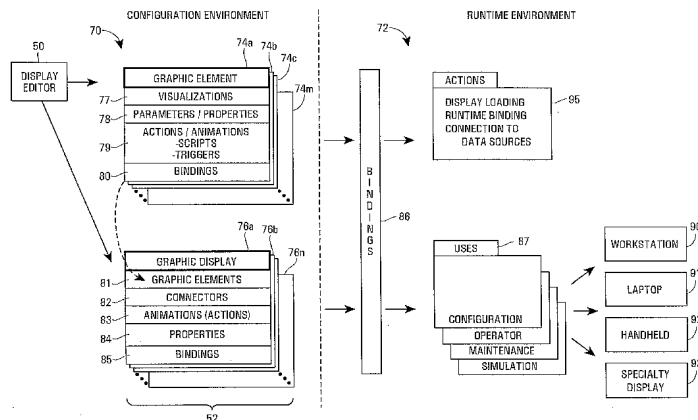 CONFIGURATION ENVIRONMENT
RUNTIME ENVIRONMENT
70
72
50
DISPLAY
EDITOR
74a
74b
74c
74m
GRAPHIC ELEMENT
77
VISUALIZATIONS
78
PARAMETERS / PROPERTIES
79
ACTIONS / ANIMATIONS
-SCRIPTS
-TRIGGERS
80
BINDINGS
76a
76b
76n
GRAPHIC DISPLAY
81
GRAPHIC ELEMENTS
82
CONNECTORS
83
ANIMATIONS (ACTIONS)
84
PROPERTIES
85
BINDINGS
52
BINDINGS
86
ACTIONS
95
DISPLAY LOADING
RUNTIME BINDING
CONNECTION TO
DATA SOURCES
USES
87
CONFIGURATION
OPERATOR
MAINTENANCE
SIMULATION
WORKSTATION
LAPTOP
HANDHELD
SPECIALTY
DISPLAY